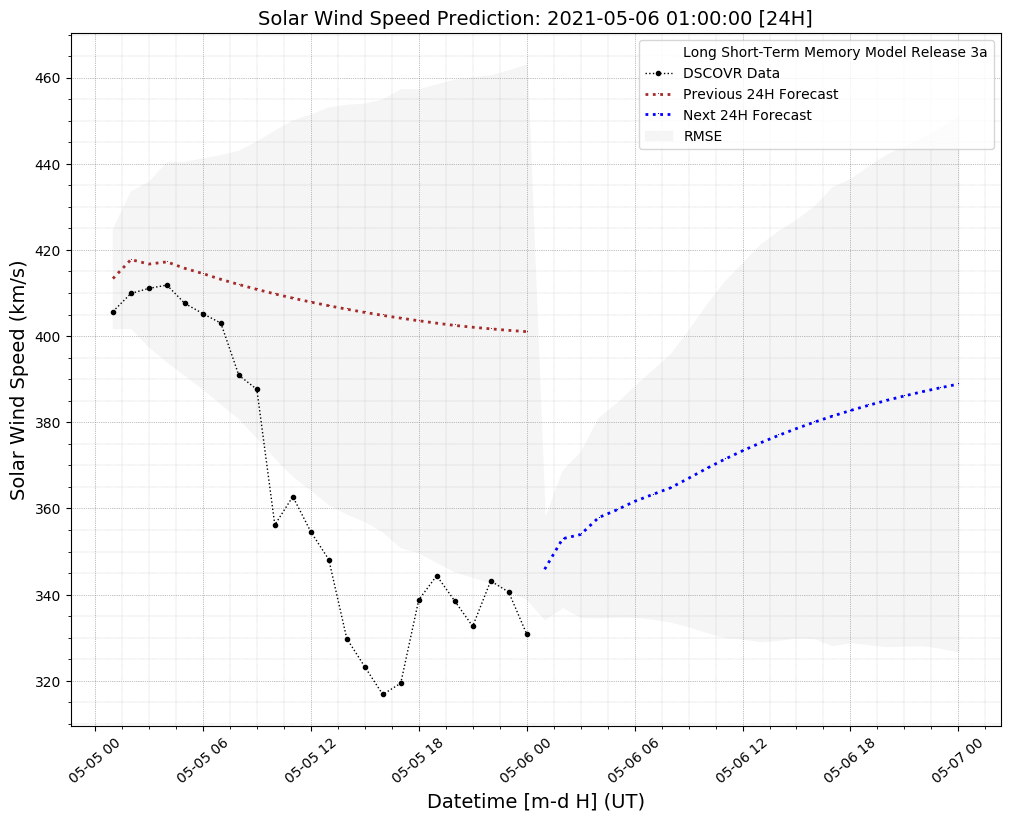 Solar Wind Speed Prediction: 2021-05-06 01:00:00 [24H]
Long Short-Term Memory Model Release 3a
DSCOVR Data
Previous 24H Forecast
Next 24H Forecast
RMSE
Solar Wind Speed (km/s)
460
440
420
400
380
360
340
320
05-05 00
05-05 06
05-05 12
05-05 18
05-06 00
05-06 06
05-06 12
05-06 18
05-07 00
Datetime [m-d H] (UT)